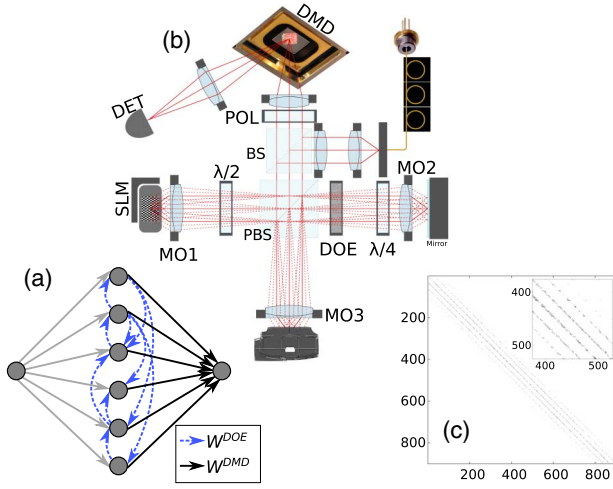 (b)
DMD
DET
POL
BS
λ/2
MO2
SLM
MO1
PBS
DOE
λ/4
Mirror
MO3
(a)
W^DOE
W^DMD
400
500
400 500
200
400
600
800
(c)
200 400 600 800